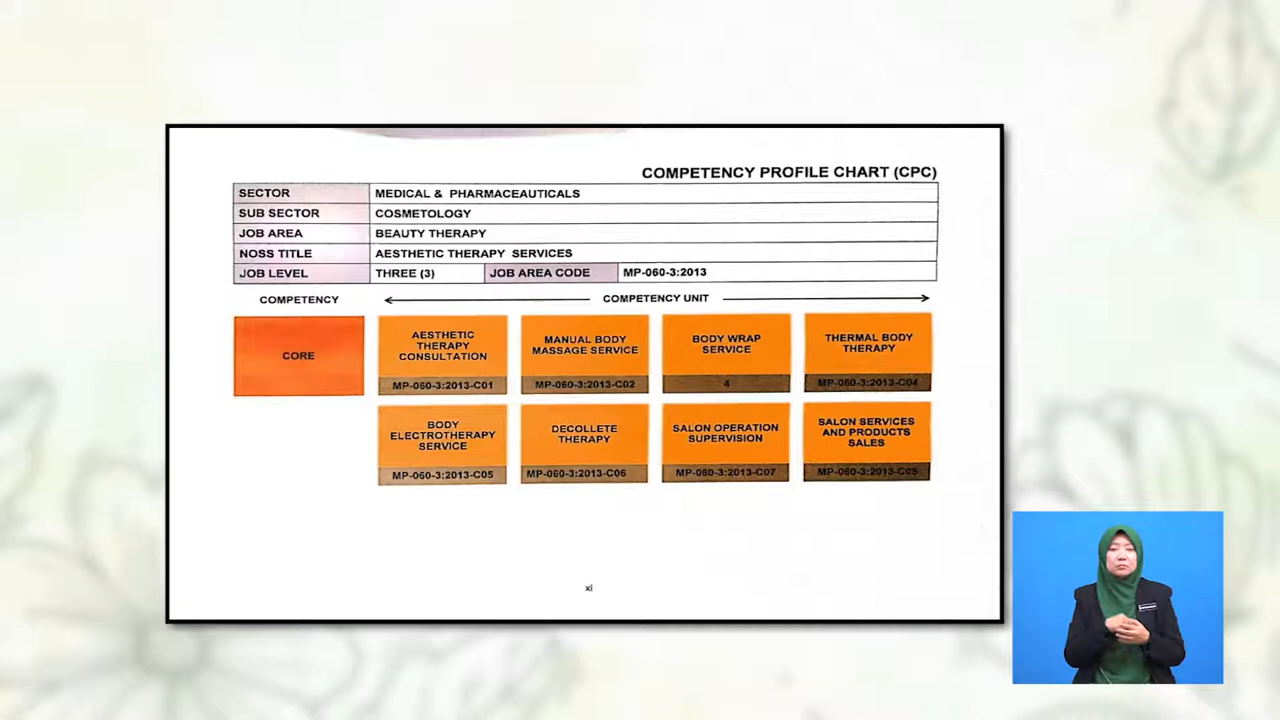 COMPETENCY PROFILE CHART (CPC)
SECTOR MEDICAL & PHARMACEUTICALS
SUB SECTOR COSMETOLOGY
JOB AREA BEAUTY THERAPY
NOSS TITLE AESTHETIC THERAPY SERVICES
JOB LEVEL THREE (3) JOB AREA CODE MP-060-3:2013
COMPETENCY COMPETENCY UNIT
CORE
AESTHETIC
THERAPY
CONSULTATION
MP-060-3:2013-C01
MANUAL BODY
MASSAGE SERVICE
MP-060-3:2013-C02
BODY WRAP
SERVICE
4
THERMAL BODY
THERAPY
MP-060-3:2013-C04
BODY
ELECTROTHERAPY
SERVICE
MP-060-3:2013-C05
DECOLLETE
THERAPY
MP-060-3:2013-C06
SALON OPERATION
SUPERVISION
MP-060-3:2013-C07
SALON SERVICES
AND PRODUCTS
SALES
MP-060-3:2013-C08
xi